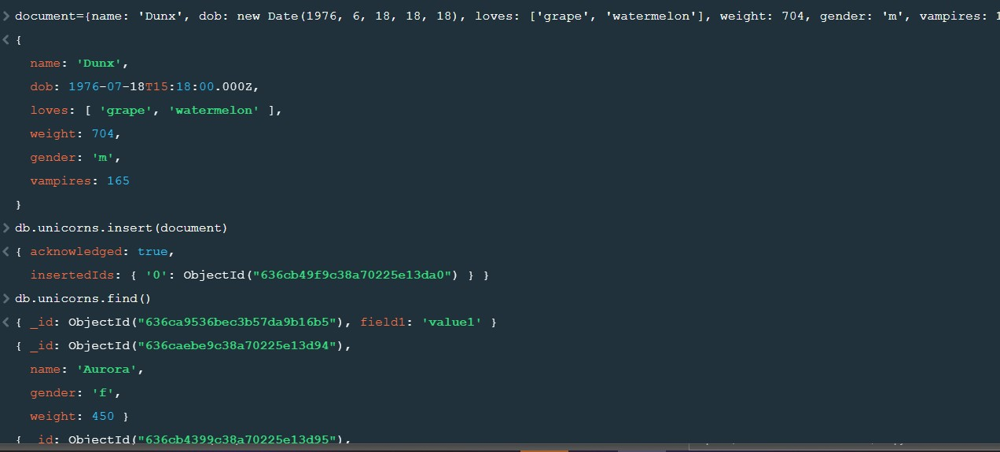 > document={name: 'Dunx', dob: new Date(1976, 6, 18, 18, 18), loves: ['grape', 'watermelon'], weight: 704, gender: 'm', vampires: 1
< {
name: 'Dunx',
dob: 1976-07-18T15:18:00.000Z,
loves: [ 'grape', 'watermelon' ],
weight: 704,
gender: 'm',
vampires: 165
}
> db.unicorns.insert(document)
< { acknowledged: true,
insertedIds: { '0': ObjectId("636cb49f9c38a70225e13da0") } }
> db.unicorns.find()
< { _id: ObjectId("636ca9536bec3b57da9b16b5"), field1: 'value1' }
{ _id: ObjectId("636caebe9c38a70225e13d94"),
name: 'Aurora',
gender: 'f',
weight: 450 }
{ _id: ObjectId("636cb4399c38a70225e13d95"),